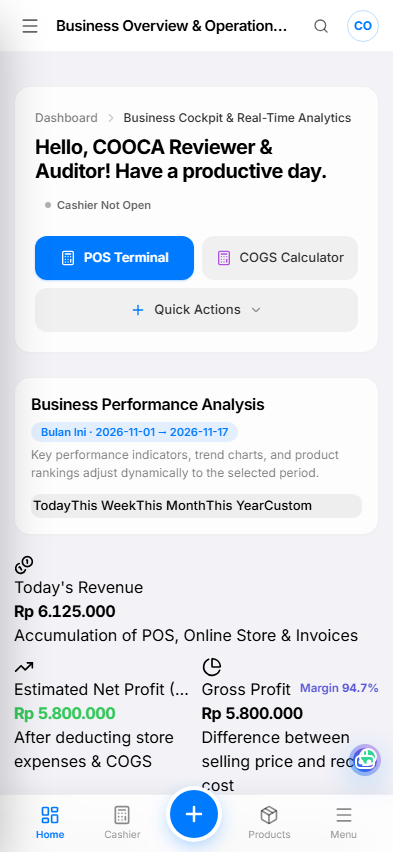 Business Overview & Operation...
CO
Dashboard > Business Cockpit & Real-Time Analytics
Hello, COOCA Reviewer &
Auditor! Have a productive day.
Cashier Not Open
POS Terminal
COGS Calculator
Quick Actions
Business Performance Analysis
Bulan Ini · 2026-11-01 — 2026-11-17
Key performance indicators, trend charts, and product
rankings adjust dynamically to the selected period.
TodayThis WeekThis MonthThis YearCustom
Today's Revenue
Rp 6.125.000
Accumulation of POS, Online Store & Invoices
Estimated Net Profit (...
Rp 5.800.000
After deducting store
expenses & COGS
Gross Profit Margin 94.7%
Rp 5.800.000
Difference between
selling price and
cost
Home
Cashier
Products
Menu